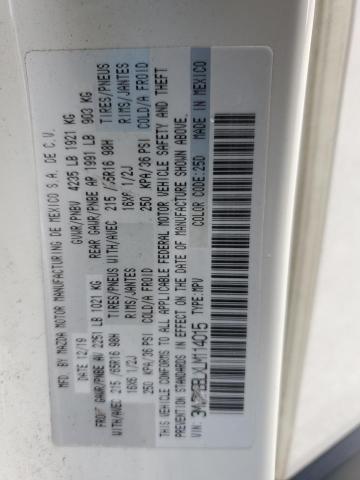 MFD. BY MAZDA MOTOR MANUFACTURING DE MEXICO S.A. DE C.V.
DATE: 12/19 GVWR/PNBV 4235 LB 1921 KG
FRONT GAWR/PNBE AV 2251 LB 1021 KG REAR GAWR/PNBE AP 1991 LB 903 KG
WITH/AVEC 215 /65R16 98H TIRES/PNEUS WITH/AVEC 215 /65R16 98H TIRES/PNEUS
16X6 1/2J RIMS/JANTES 16X6 1/2J RIMS/JANTES
250 KPA/36 PSI COLD/A FROID 250 KPA/36 PSI COLD/A FROID
THIS VEHICLE CONFORMS TO ALL APPLICABLE FEDERAL MOTOR VEHICLE SAFETY AND THEFT
PREVENTION STANDARDS IN EFFECT ON THE DATE OF MANUFACTURE SHOWN ABOVE.
VIN: TYPE:MPV COLOR CODE:25D MADE IN MEXICO